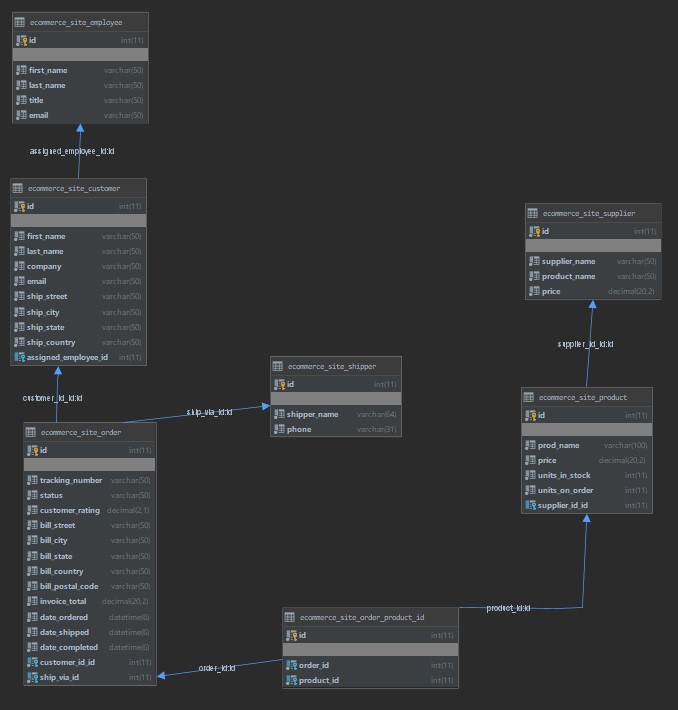 ecommerce_site_employee
id int(11)
first_name varchar(50)
last_name varchar(50)
title varchar(50)
email varchar(50)
assigned_employee_id:id
ecommerce_site_customer
id int(11)
first_name varchar(50)
last_name varchar(50)
company varchar(50)
email varchar(50)
ship_street varchar(50)
ship_city varchar(50)
ship_state varchar(50)
ship_country varchar(50)
assigned_employee_id int(11)
customer_id_id:id
ecommerce_site_order
id int(11)
tracking_number varchar(50)
status varchar(50)
customer_rating decimal(2,1)
bill_street varchar(50)
bill_city varchar(50)
bill_state varchar(50)
bill_country varchar(50)
bill_postal_code varchar(50)
invoice_total decimal(20,2)
date_ordered datetime(6)
date_shipped datetime(6)
date_completed datetime(6)
customer_id_id int(11)
ship_via_id int(11)
ship_via_id:id
ecommerce_site_shipper
id int(11)
shipper_name varchar(64)
phone varchar(31)
order_id:id
ecommerce_site_order_product_id
id int(11)
order_id int(11)
product_id int(11)
product_id:id
ecommerce_site_supplier
id int(11)
supplier_name varchar(50)
product_name varchar(50)
price decimal(20,2)
supplier_id_id:id
ecommerce_site_product
id int(11)
prod_name varchar(100)
price decimal(20,2)
units_in_stock int(11)
units_on_order int(11)
supplier_id_id int(11)